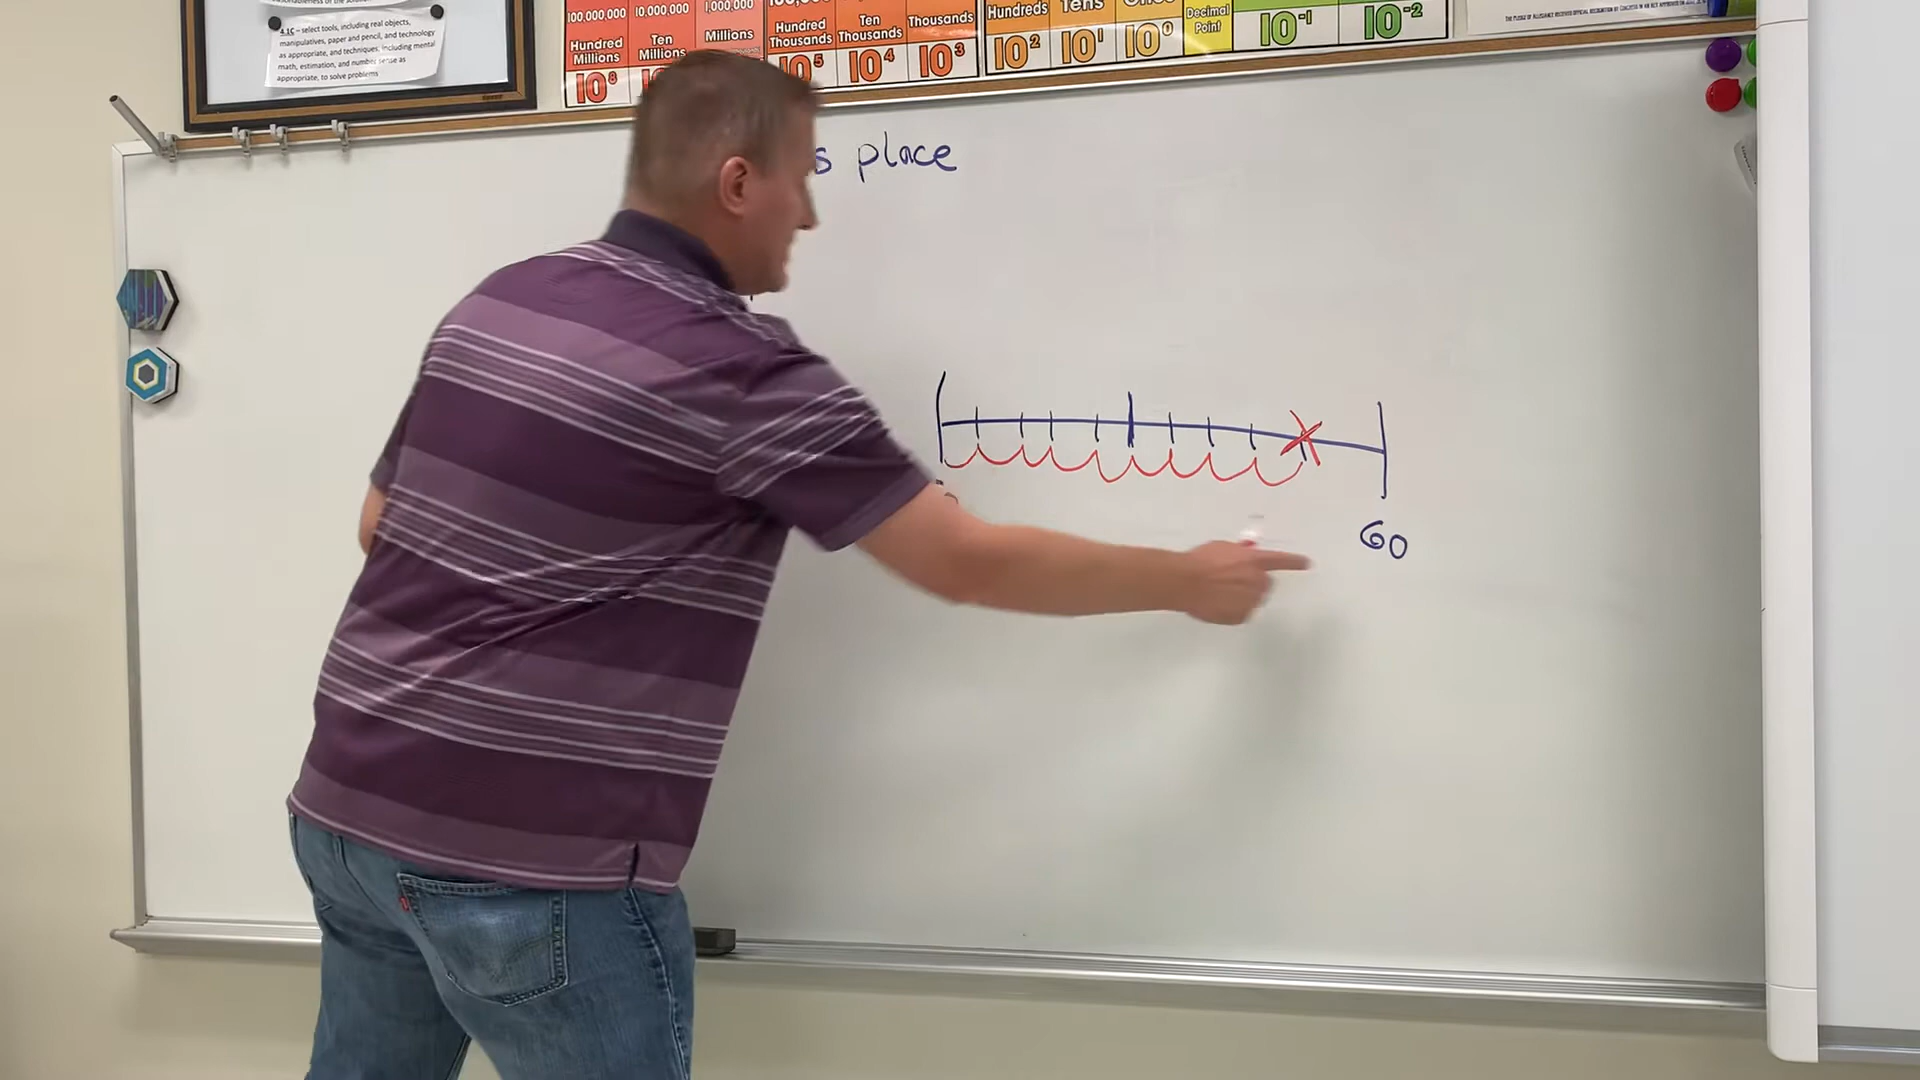 4.1C – select tools, including real objects,
manipulatives, paper and pencil, and technology
as appropriate, and techniques, including mental
math, estimation, and number sense as
appropriate, to solve problems
100,000,000 10,000,000 1,000,000
Hundred Millions
Ten Millions
Millions
Hundred Thousands
Ten Thousands
Thousands
Hundreds
Tens
Ones
Decimal Point
10⁸
10⁵ 10⁴ 10³ 10² 10¹ 10⁰ 10⁻¹ 10⁻²
place
60